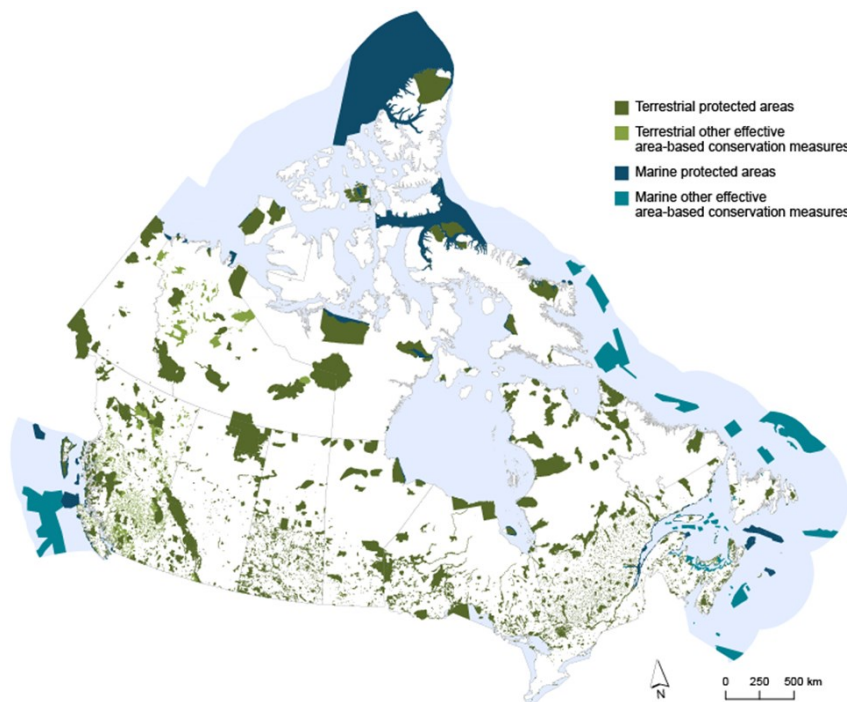 Terrestrial protected areas
Terrestrial other effective
area-based conservation measures
Marine protected areas
Marine other effective
area-based conservation measures
N
0 250 500 km